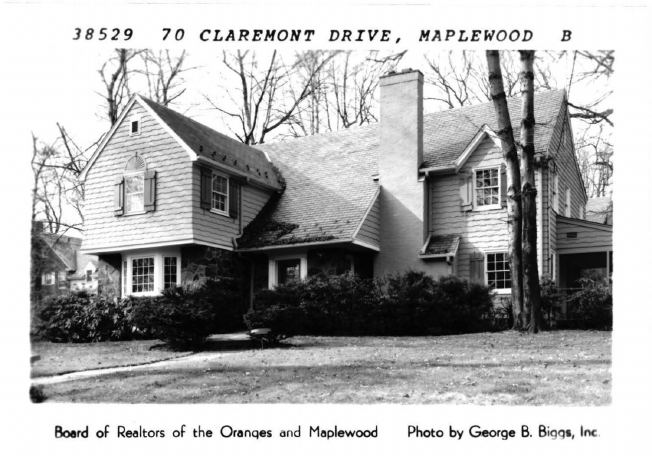 38529 70 CLAREMONT DRIVE, MAPLEWOOD B
Board of Realtors of the Oranges and Maplewood Photo by George B. Biggs, Inc.